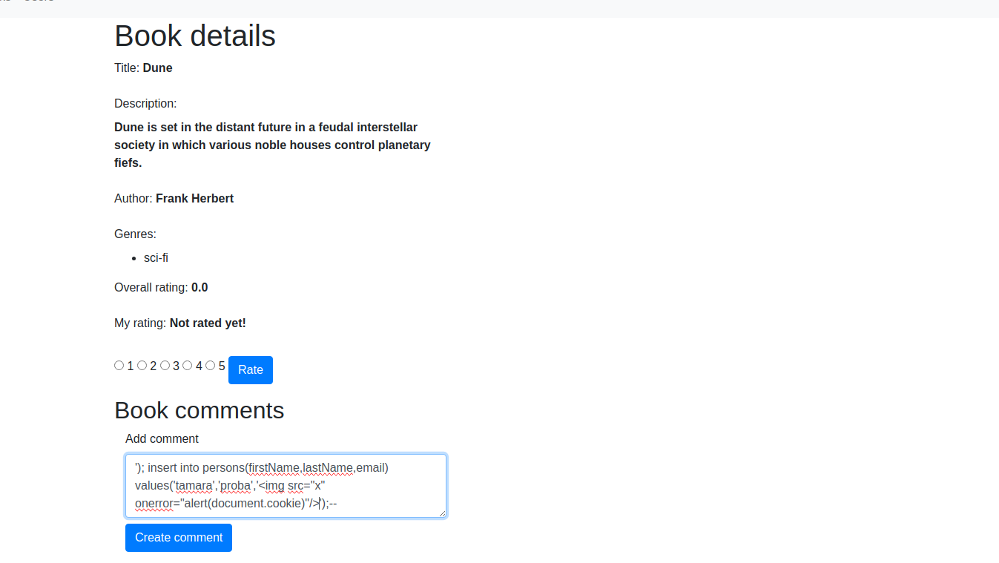 Book details
Title: Dune
Description:
Dune is set in the distant future in a feudal interstellar
society in which various noble houses control planetary
fiefs.
Author: Frank Herbert
Genres:
• sci-fi
Overall rating: 0.0
My rating: Not rated yet!
1 2 3 4 5 Rate
Book comments
Add comment
'); insert into persons(firstName,lastName,email)
values('tamara','proba','<img src="x"
onerror="alert(document.cookie)"/>');--
Create comment